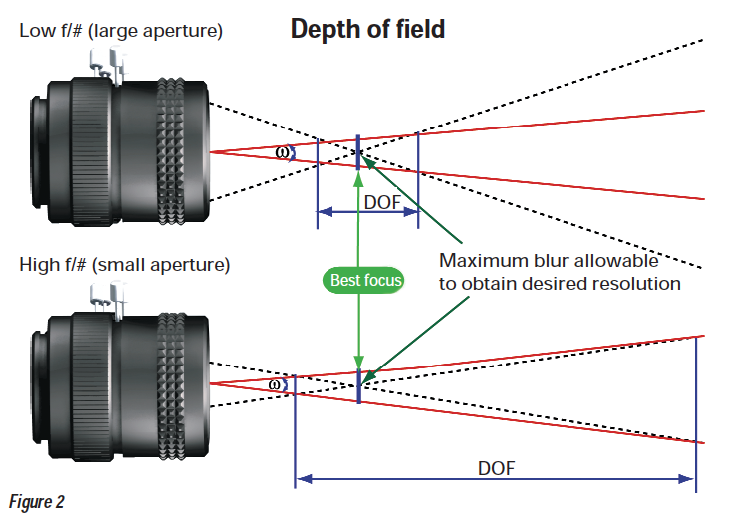 Low f/# (large aperture)
Depth of field
ω
DOF
High f/# (small aperture)
Maximum blur allowable
to obtain desired resolution
Best focus
ω
DOF
Figure 2